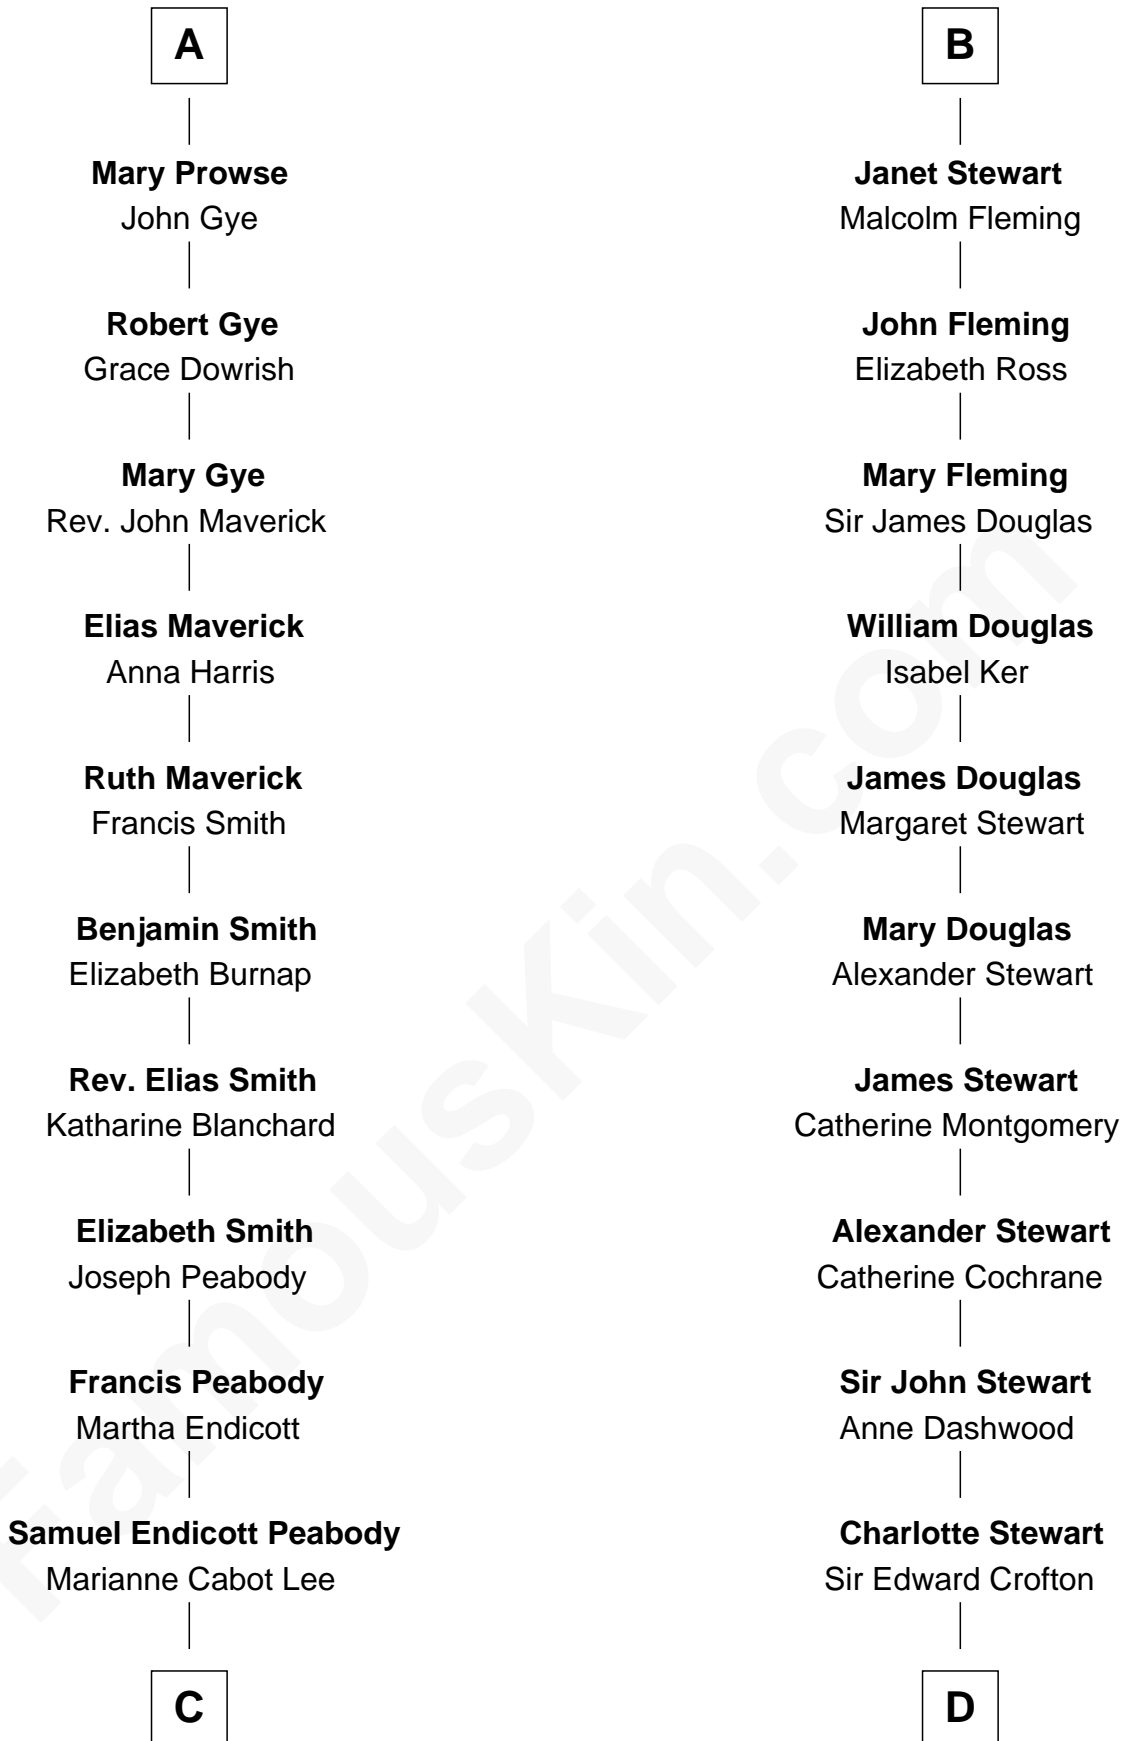 A
Mary Prowse
John Gye
Robert Gye
Grace Dowrish
Mary Gye
Rev. John Maverick
Elias Maverick
Anna Harris
Ruth Maverick
Francis Smith
Benjamin Smith
Elizabeth Burnap
Rev. Elias Smith
Katharine Blanchard
Elizabeth Smith
Joseph Peabody
Francis Peabody
Martha Endicott
Samuel Endicott Peabody
Marianne Cabot Lee
C
B
Janet Stewart
Malcolm Fleming
John Fleming
Elizabeth Ross
Mary Fleming
Sir James Douglas
William Douglas
Isabel Ker
James Douglas
Margaret Stewart
Mary Douglas
Alexander Stewart
James Stewart
Catherine Montgomery
Alexander Stewart
Catherine Cochrane
Sir John Stewart
Anne Dashwood
Charlotte Stewart
Sir Edward Crofton
D
FamousKin.com